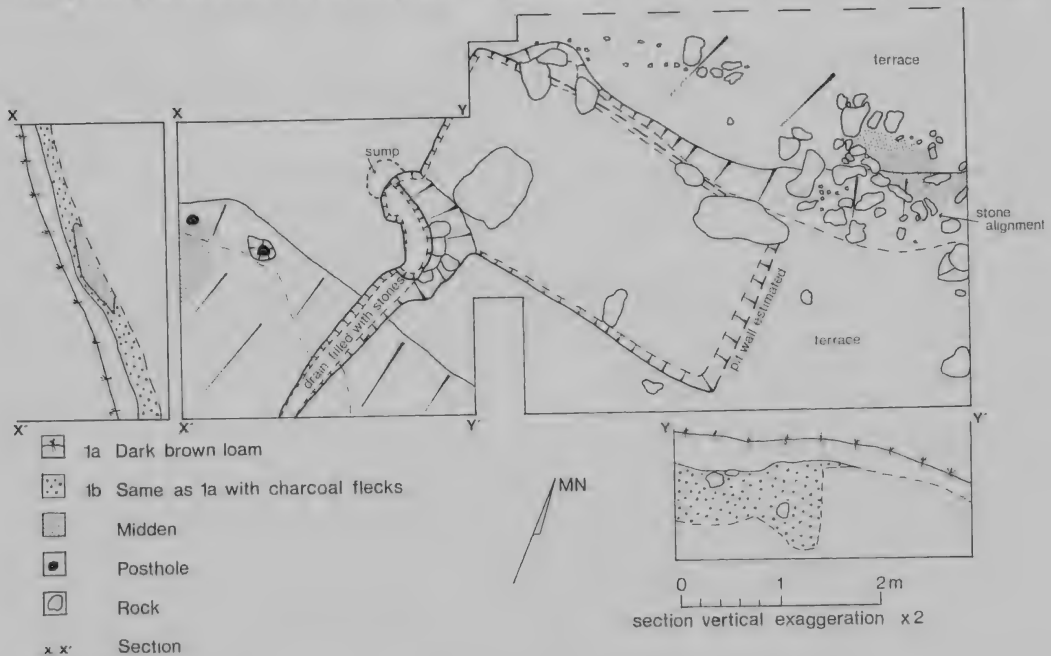 terrace
X
X
Y
sump
stone
alignment
drain filled with stones
pit wall estimated
terrace
X'
X'
Y'
Y
Y'
1a Dark brown loam
1b Same as 1a with charcoal flecks
Midden
Posthole
Rock
x x' Section
MN
0 1 2m
section vertical exaggeration x2